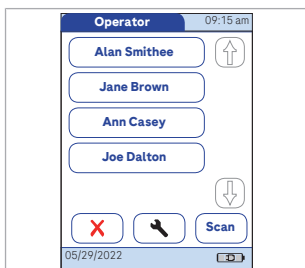 Operator 09:15 am
Alan Smithee
Jane Brown
Ann Casey
Joe Dalton
Scan
05/29/2022